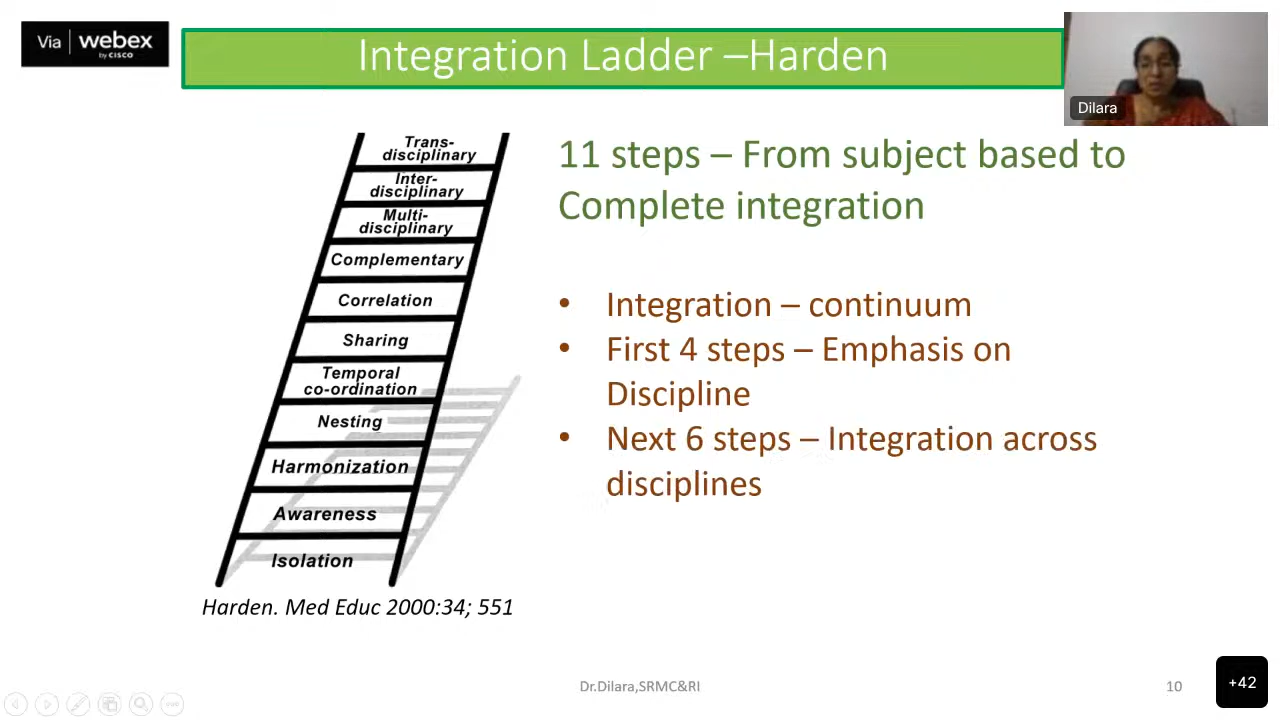 Via | webex
by CISCO
Integration Ladder –Harden
Dilara
Trans-
disciplinary
Inter-
disciplinary
Multi-
disciplinary
Complementary
Correlation
Sharing
Temporal
co-ordination
Nesting
Harmonization
Awareness
Isolation
Harden. Med Educ 2000:34; 551
11 steps – From subject based to
Complete integration
• Integration – continuum
• First 4 steps – Emphasis on
Discipline
• Next 6 steps – Integration across
disciplines
Dr.Dilara,SRMC&RI
10
+42